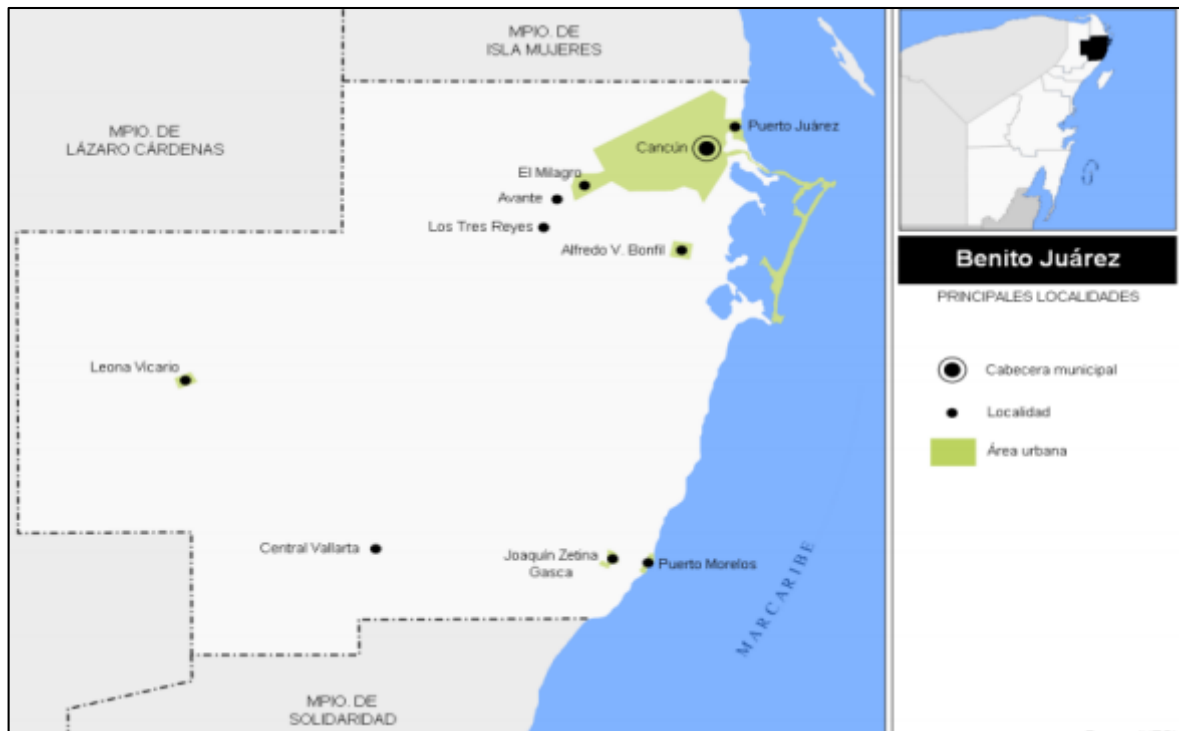 MPIO. DE
ISLA MUJERES
MPIO. DE
LÁZARO CÁRDENAS
Puerto Juárez
Cancún
El Milagro
Avante
Los Tres Reyes
Alfredo V. Bonfil
Leona Vicario
Central Vallarta
Joaquín Zetina
Gasca
Puerto Morelos
MAR CARIBE
MPIO. DE
SOLIDARIDAD
Benito Juárez
PRINCIPALES LOCALIDADES
Cabecera municipal
Localidad
Área urbana